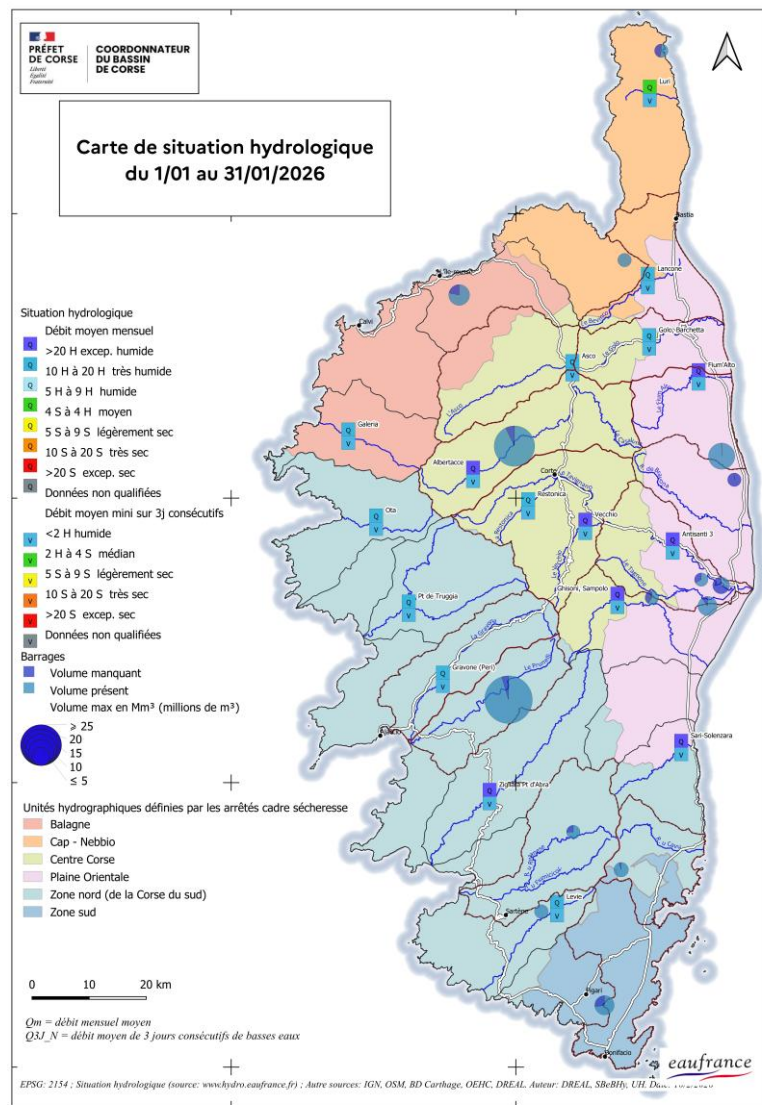 PRÉFET
DE CORSE
Liberté
Égalité
Fraternité
COORDONNATEUR
DU BASSIN
DE CORSE
Carte de situation hydrologique
du 1/01 au 31/01/2026
Situation hydrologique
Débit moyen mensuel
Q >20 H excep. humide
Q 10 H à 20 H très humide
Q 5 H à 9 H humide
Q 4 S à 4 H moyen
Q 5 S à 9 S légèrement sec
Q 10 S à 20 S très sec
Q >20 S excep. sec
Q Données non qualifiées
Débit moyen mini sur 3j consécutifs
V <2 H humide
V 2 H à 4 S médian
V 5 S à 9 S légèrement sec
V 10 S à 20 S très sec
V >20 S excep. sec
V Données non qualifiées
Barrages
Volume manquant
Volume présent
Volume max en Mm³ (millions de m³)
≥ 25
20
15
10
≤ 5
Unités hydrographiques définies par les arrêtés cadre sécheresse
Balagne
Cap - Nebbio
Centre Corse
Plaine Orientale
Zone nord (de la Corse du sud)
Zone sud
0 10 20 km
Qm = débit mensuel moyen
Q3J_N = débit moyen de 3 jours consécutifs de basses eaux
Luri
Q
V
Bastia
Lancone
Q
V
Le Bevinco
Calvi
Golo, Barchetta
Q
V
Le Golo
Asco
Q
V
L'Asco
Fium'Alto
Q
V
Galeria
Q
V
Albertacce
Q
V
Corte
Restonica
Q
V
Vecchio
Q
V
Ota
Q
V
Antisanti 3
Q
V
Ghisoni, Sampolo
Q
V
Pt de Truggia
Q
V
Gravone (Peri)
Q
V
Sari-Solenzara
Q
V
Q
V
Levie
Q
V
Sartène
Bonifacio
eaufrance
EPSG: 2154 ; Situation hydrologique (source: www.hydro.eaufrance.fr) ; Autre sources: IGN, OSM, BD Carthage, OEHC, DREAL. Auteur: DREAL, SBeBHy, UH.